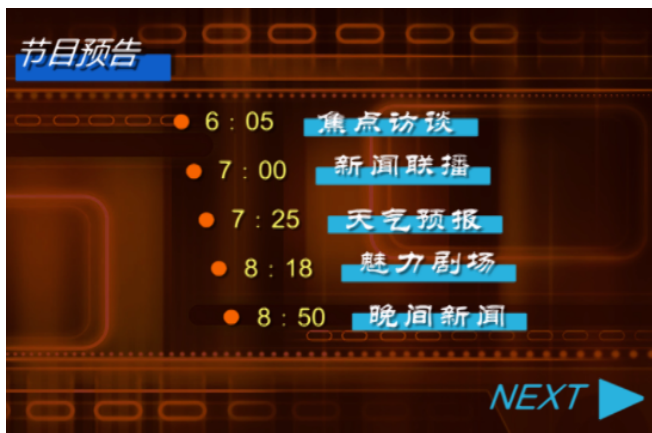 节目预告
6：05 焦点访谈
7：00 新闻联播
7：25 天气预报
8：18 魅力剧场
8：50 晚间新闻
NEXT